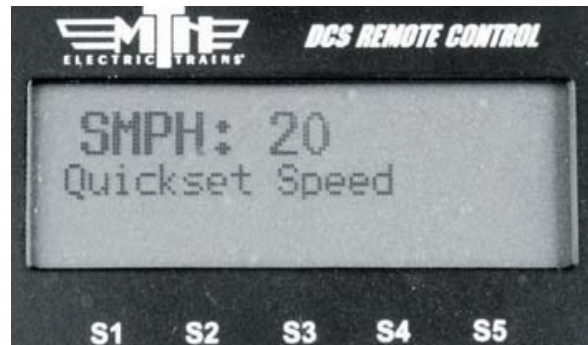 MTH
ELECTRIC TRAINS
DCS REMOTE CONTROL
SMPH: 20
Quickset Speed
S1 S2 S3 S4 S5